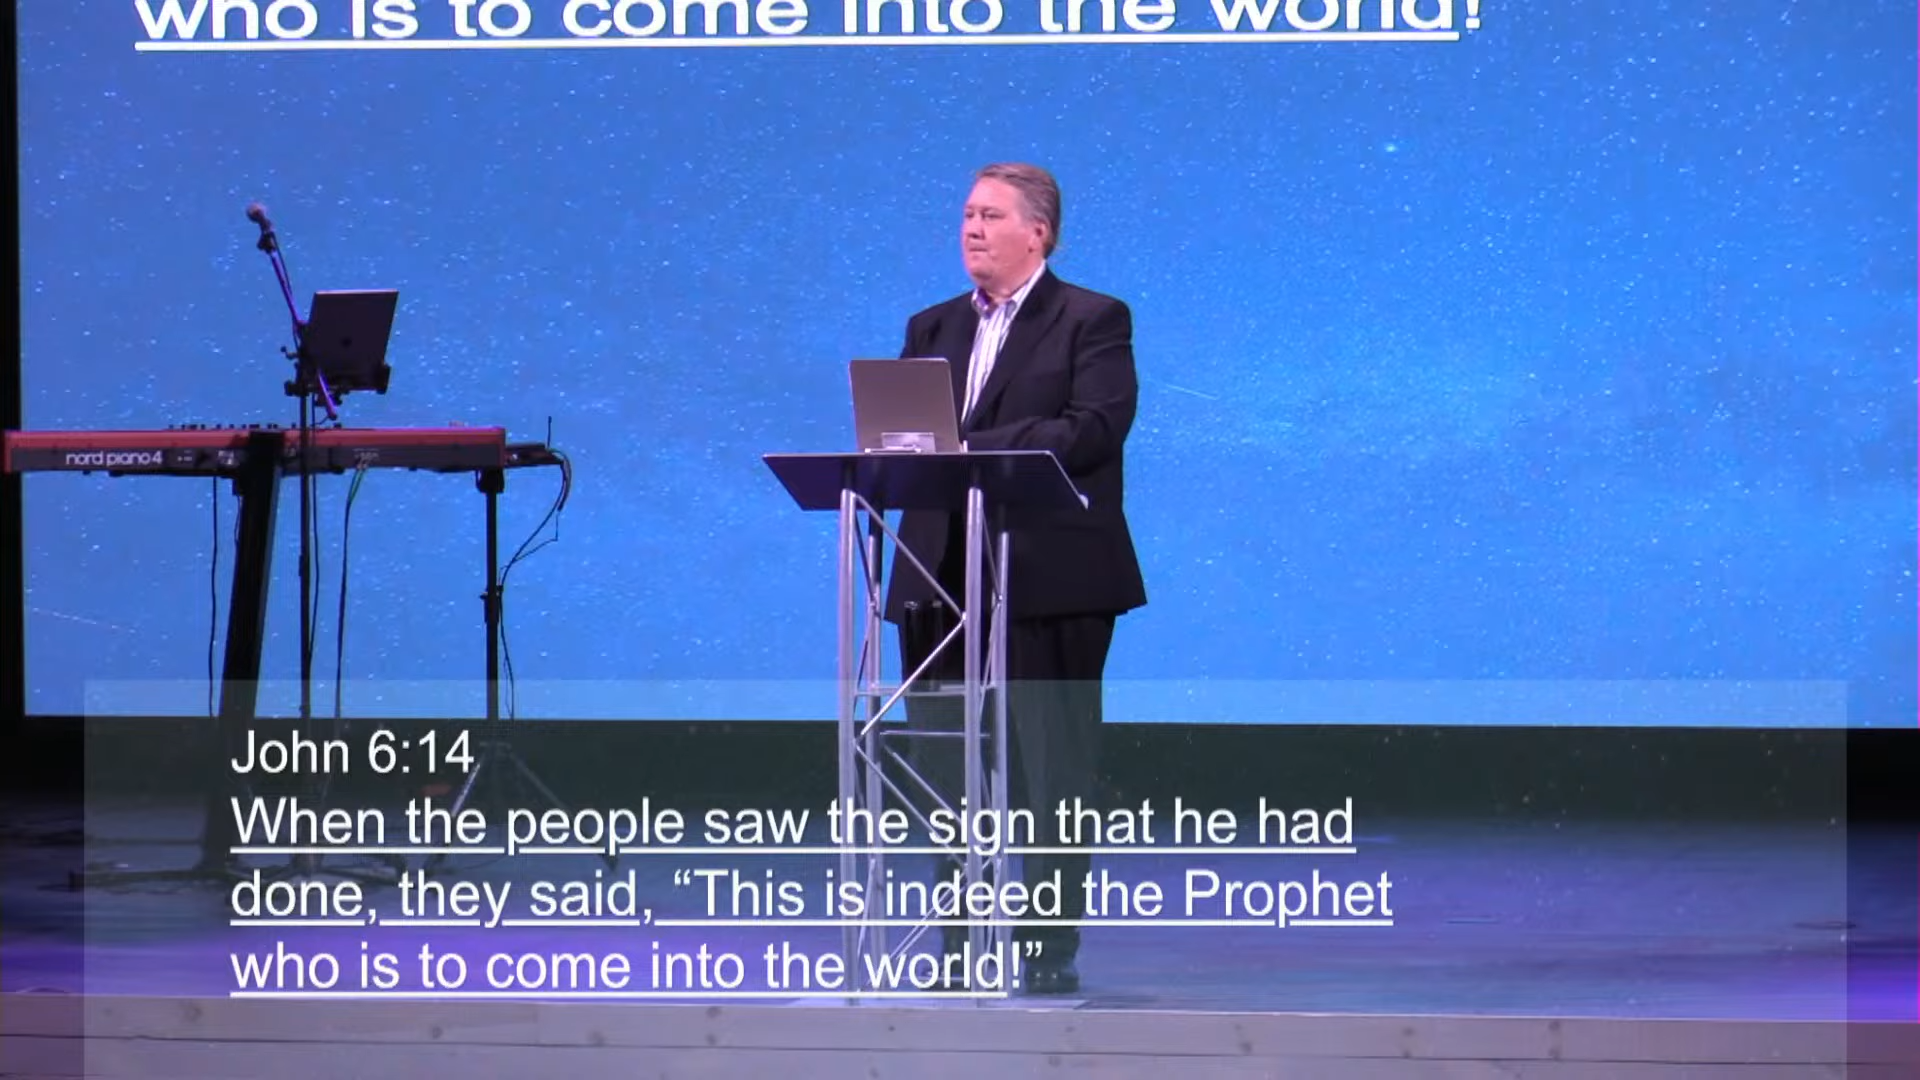 who is to come into the world!
nord piano 4
John 6:14
When the people saw the sign that he had
done, they said, “This is indeed the Prophet
who is to come into the world!”